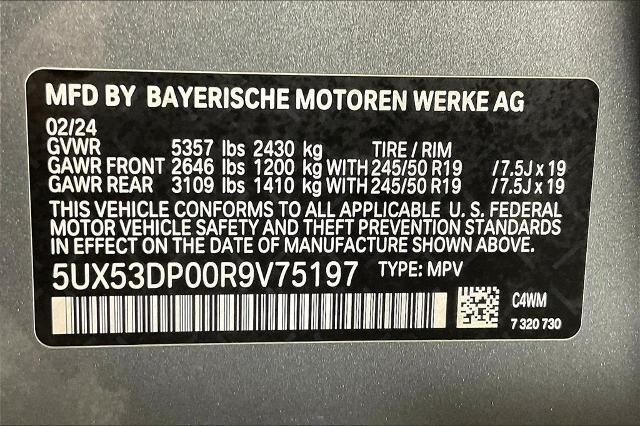 MFD BY BAYERISCHE MOTOREN WERKE AG
02/24
GVWR 5357 lbs 2430 kg TIRE / RIM
GAWR FRONT 2646 lbs 1200 kg WITH 245/50 R19 /7.5J x 19
GAWR REAR 3109 lbs 1410 kg WITH 245/50 R19 /7.5J x 19
THIS VEHICLE CONFORMS TO ALL APPLICABLE U. S. FEDERAL
MOTOR VEHICLE SAFETY AND THEFT PREVENTION STANDARDS
IN EFFECT ON THE DATE OF MANUFACTURE SHOWN ABOVE.
5UX53DP00R9V75197 TYPE: MPV
C4WM
7 320 730